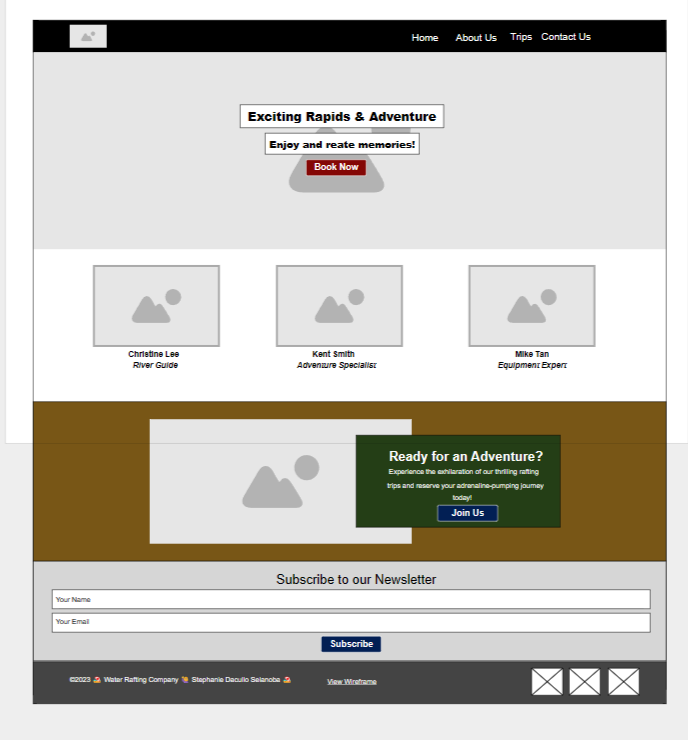 Home About Us Trips Contact Us
Exciting Rapids & Adventure
Enjoy and reate memories!
Book Now
Christine Lee
River Guide
Kent Smith
Adventure Specialist
Mike Tan
Equipment Expert
Ready for an Adventure?
Experience the exhilaration of our thrilling rafting
trips and reserve your adrenaline-pumping journey
today!
Join Us
Subscribe to our Newsletter
Your Name
Your Email
Subscribe
©2023 Water Rafting Company Stephanie Dacullo Selanoba View Wireframe